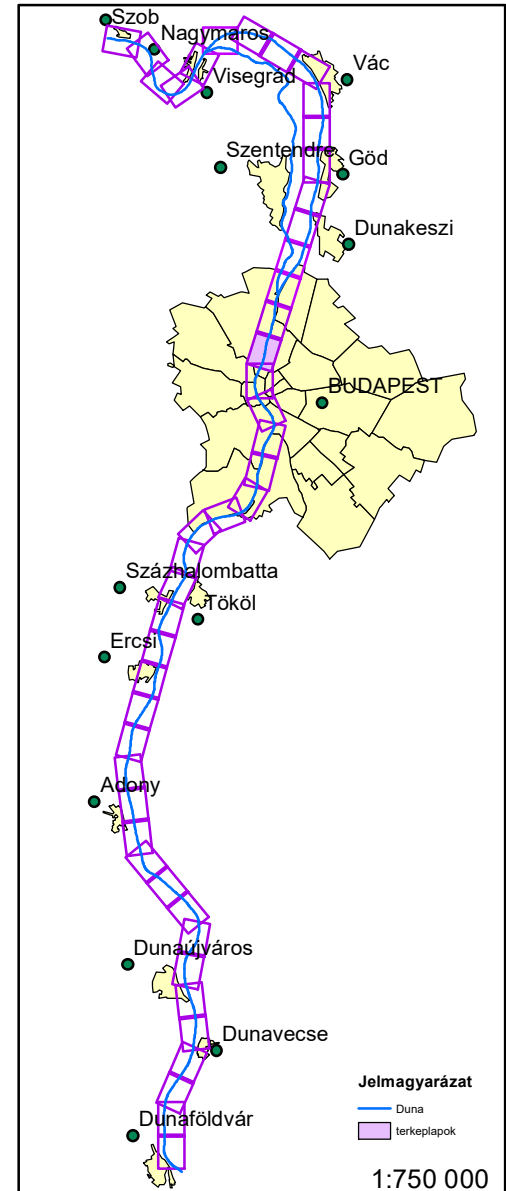 Szob
Nagymaros
Vác
Visegrád
Szentendre
Göd
Dunakeszi
BUDAPEST
Százhalombatta
Tököl
Ercsi
Adony
Dunaújváros
Dunavecse
Dunaföldvár
Jelmagyarázat
Duna
terkeplapok
1:750 000